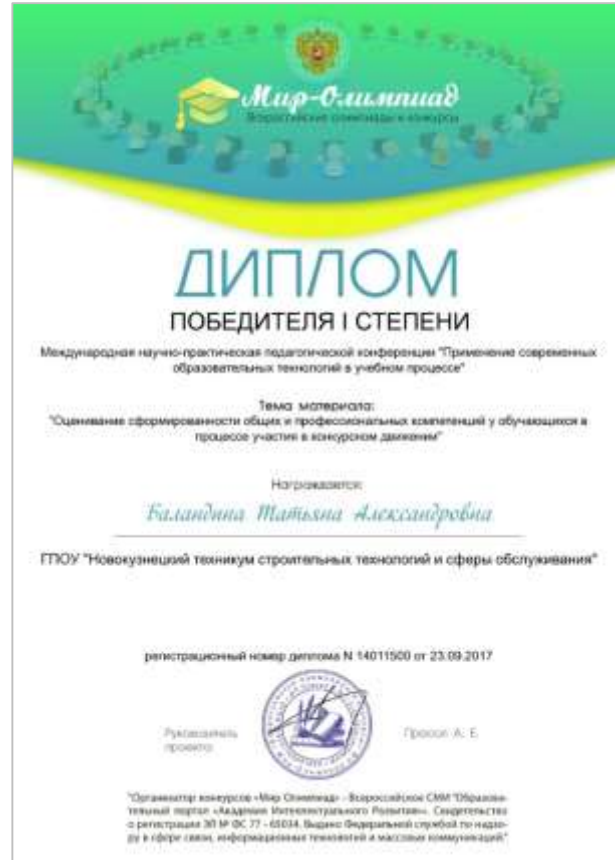 Мир-Олимпиад
Всероссийские олимпиады и конкурсы
ДИПЛОМ
ПОБЕДИТЕЛЯ I СТЕПЕНИ
Международная научно-практическая педагогической конференции "Применение современных
образовательных технологий в учебном процессе"
Тема материала:
"Оценивание сформированности общих и профессиональных компетенций у обучающихся в
процессе участия в конкурсном движении"
Награждается:
Баландина Татьяна Александровна
ГПОУ "Новокузнецкий техникум строительных технологий и сферы обслуживания"
регистрационный номер диплома N 14011500 от 23.09.2017
Руководитель
проекта:
А. Е.
"Организатор конкурсов «Мир Олимпиад» - Всероссийское СМИ "Образова-
тельный портал «Академия Интеллектуального Развития». Свидетельство
о регистрации ЭЛ № ФС 77 - 65034. Выдано Федеральной службой по надзо-
ру в сфере связи, информационных технологий и массовых коммуникаций."